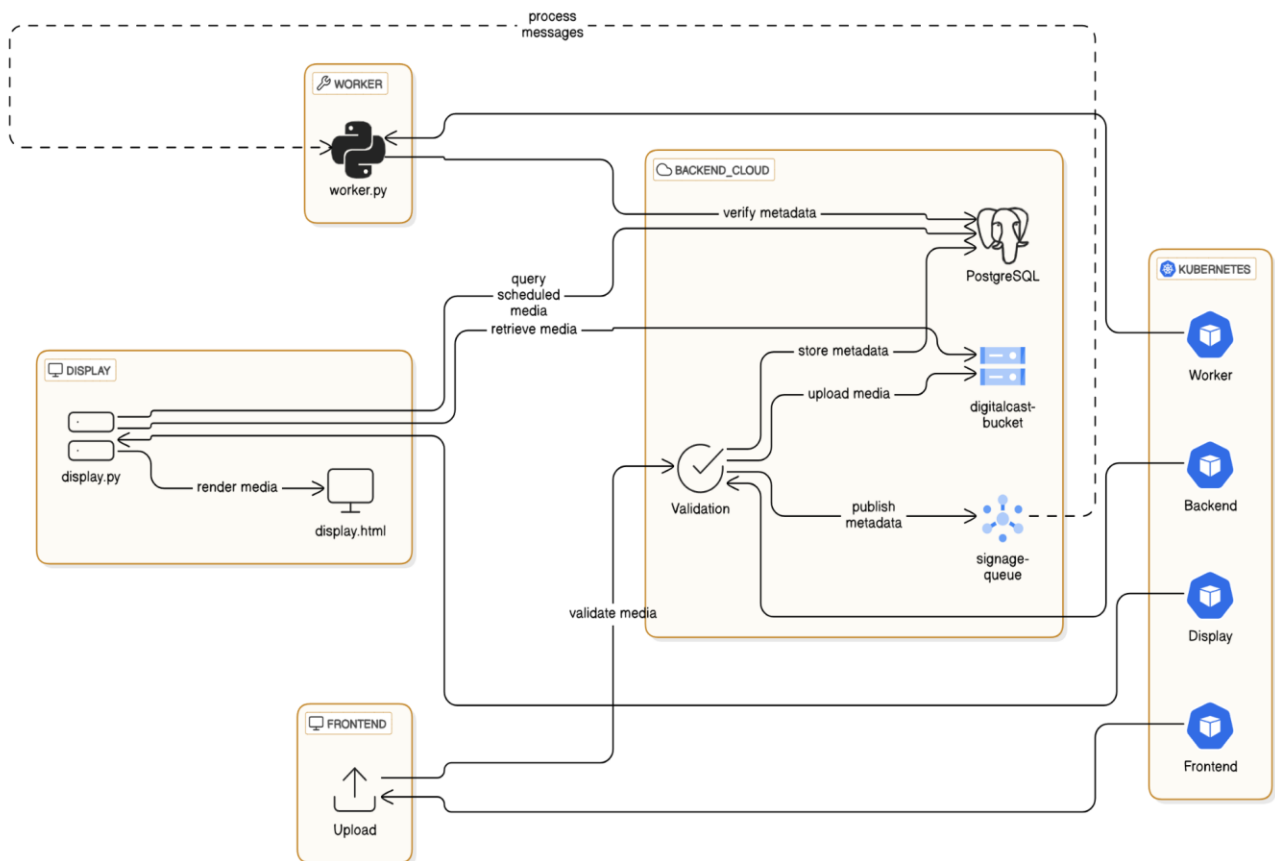 process
messages
WORKER
worker.py
BACKEND_CLOUD
verify metadata
PostgreSQL
KUBERNETES
query
scheduled
media
retrieve media
store metadata
Worker
DISPLAY
upload media
digitalcast-
bucket
display.py
render media
display.html
Validation
publish
metadata
Backend
signage-
queue
validate media
Display
FRONTEND
Upload
Frontend